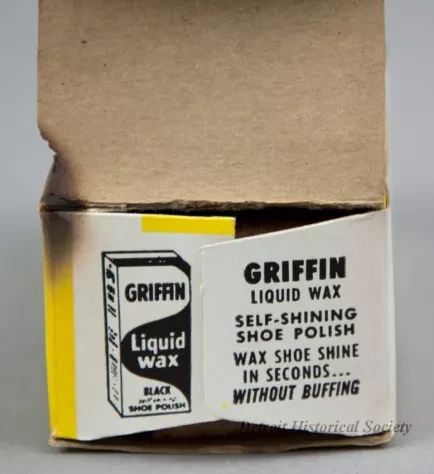 GRIFFIN
Liquid
wax
BLACK
SHOE POLISH
GRIFFIN
LIQUID WAX
SELF-SHINING
SHOE POLISH
WAX SHOE SHINE
IN SECONDS...
WITHOUT BUFFING
Detroit Historical Society